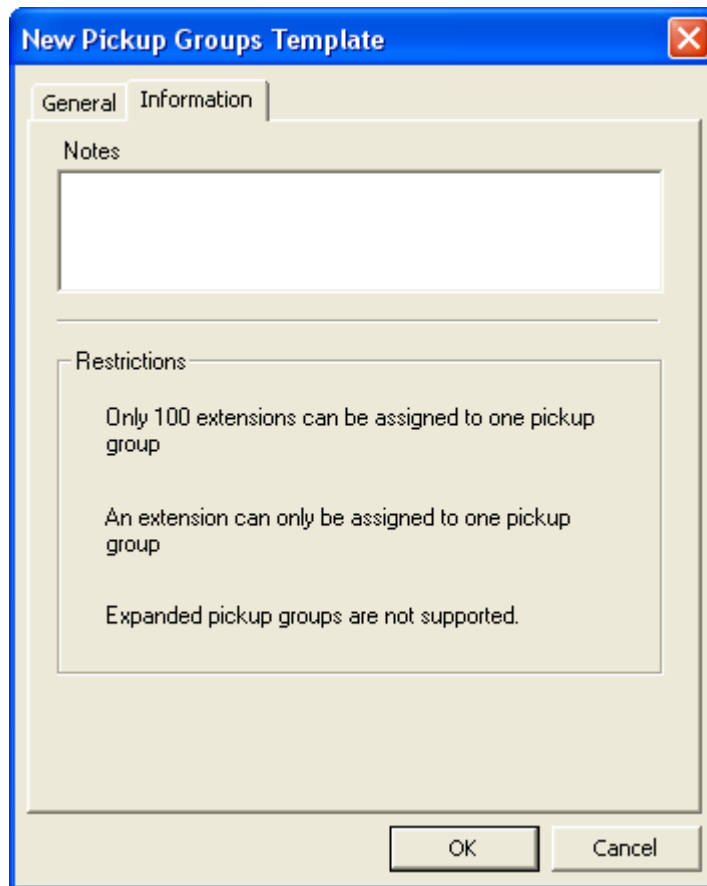 New Pickup Groups Template
General
Information
Notes
Restrictions
Only 100 extensions can be assigned to one pickup
group
An extension can only be assigned to one pickup
group
Expanded pickup groups are not supported.
OK
Cancel